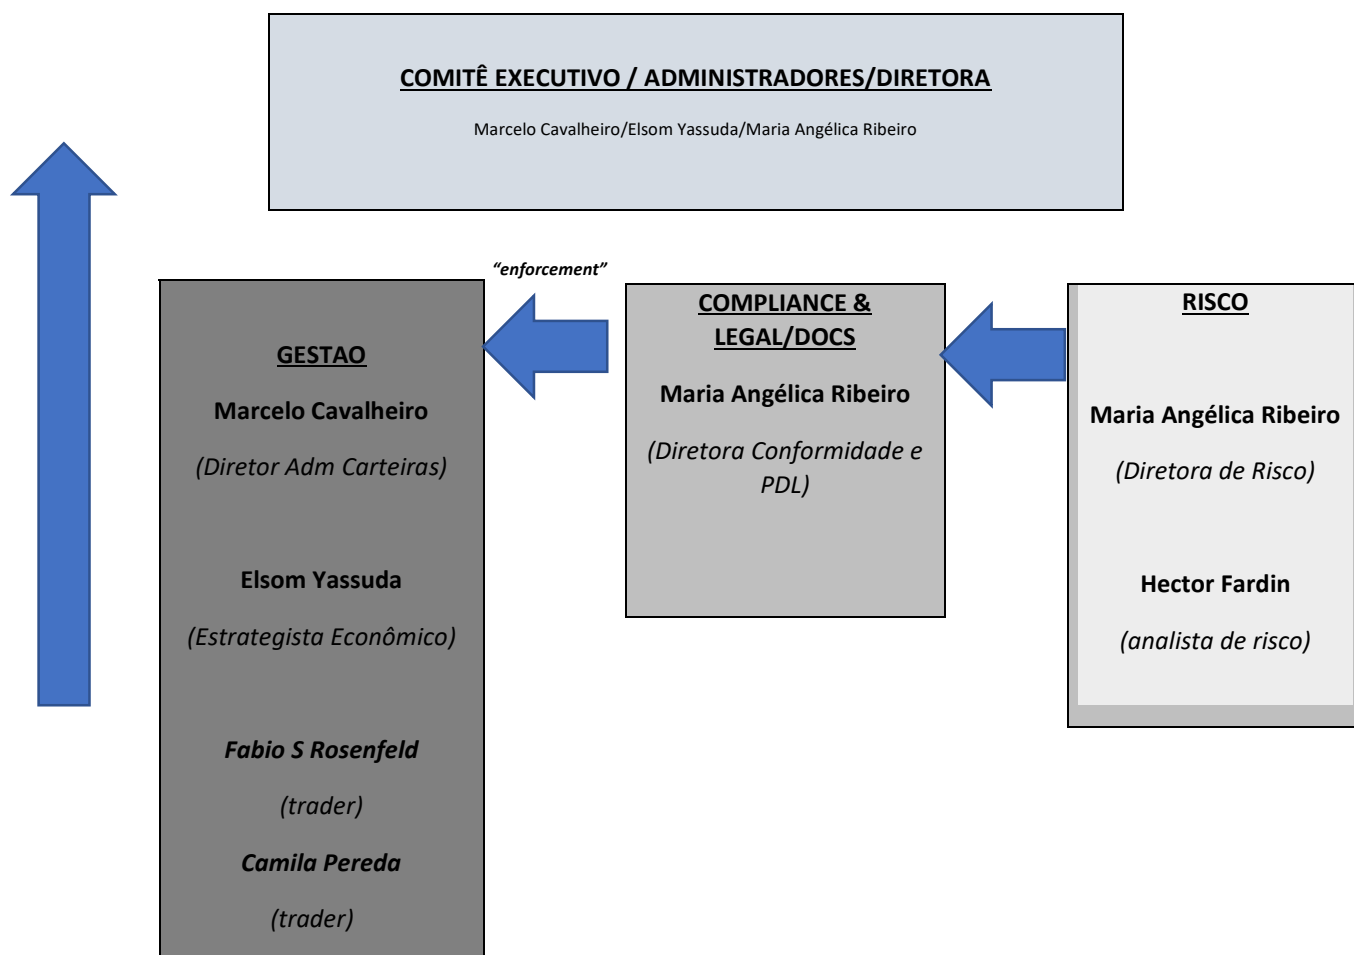 COMITÊ EXECUTIVO / ADMINISTRADORES/DIRETORA
Marcelo Cavalheiro/Elsom Yassuda/Maria Angélica Ribeiro
“enforcement”
GESTAO
Marcelo Cavalheiro
(Diretor Adm Carteiras)
Elsom Yassuda
(Estrategista Econômico)
Fabio S Rosenfeld
(trader)
Camila Pereda
(trader)
COMPLIANCE &
LEGAL/DOCS
Maria Angélica Ribeiro
(Diretora Conformidade e
PDL)
RISCO
Maria Angélica Ribeiro
(Diretora de Risco)
Hector Fardin
(analista de risco)